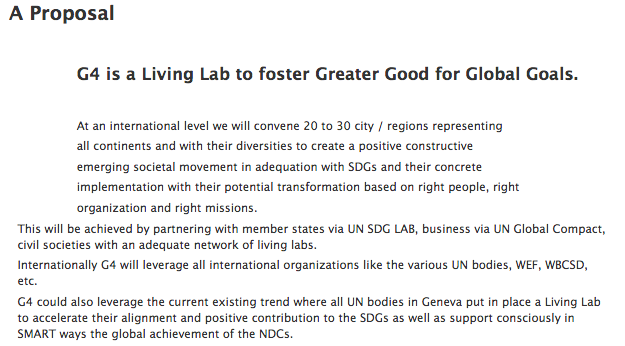 A Proposal
G4 is a Living Lab to foster Greater Good for Global Goals.
At an international level we will convene 20 to 30 city / regions representing
all continents and with their diversities to create a positive constructive
emerging societal movement in adequation with SDGs and their concrete
implementation with their potential transformation based on right people, right
organization and right missions.
This will be achieved by partnering with member states via UN SDG LAB, business via UN Global Compact,
civil societies with an adequate network of living labs.
Internationally G4 will leverage all international organizations like the various UN bodies, WEF, WBCSD,
etc.
G4 could also leverage the current existing trend where all UN bodies in Geneva put in place a Living Lab
to accelerate their alignment and positive contribution to the SDGs as well as support consciously in
SMART ways the global achievement of the NDCs.